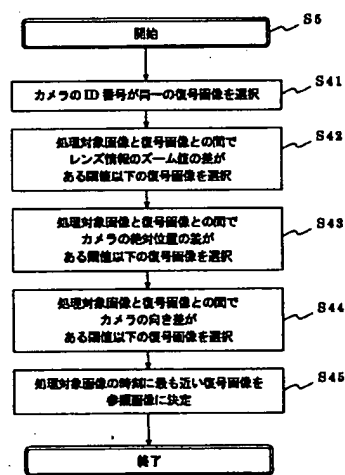 開始
S5
カメラのID番号が同一の復号画像を選択
S41
処理対象画像と復号画像との間で
レンズ情報のズーム値の差が
ある閾値以下の復号画像を選択
S42
処理対象画像と復号画像との間で
カメラの絶対位置の差が
ある閾値以下の復号画像を選択
S43
処理対象画像と復号画像との間で
カメラの向き差が
ある閾値以下の復号画像を選択
S44
処理対象画像の時刻に最も近い復号画像を
参照画像に決定
S45
終了